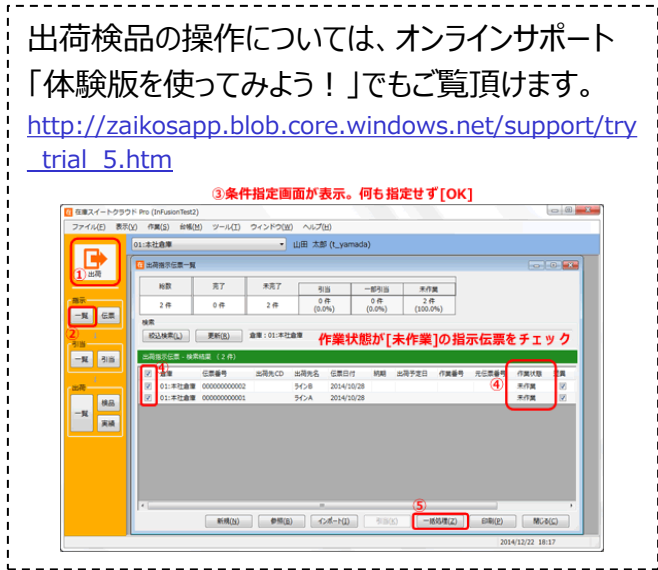 出荷検品の操作については、オンラインサポート
「体験版を使ってみよう！」でもご覧頂けます。
http://zaikosapp.blob.core.windows.net/support/try
_trial_5.htm
③条件指定画面が表示。何も指定せず[OK]
在庫スイートクラウド Pro (InFusionTest2)
ファイル(F) 表示(V) 作業(S) 台帳(M) ツール(T) ウィンドウ(W) ヘルプ(H)
01:本社倉庫 山田 太郎 (t_yamada)
① 出荷
指示
一覧 伝票
②
引当
一覧 引当
出荷
一覧 検品
実績
出荷指示伝票一覧
総数 完了 未完了 引当 一部引当 未作業
2 件 0 件 2 件 0 件 (0.0%) 0 件 (0.0%) 2 件 (100.0%)
検索
絞込検索(L) 更新(R) 倉庫：01:本社倉庫
作業状態が[未作業]の指示伝票をチェック
出荷指示伝票 - 検索結果 （ 2 件）
④ 倉庫 伝票番号 出荷先CD 出荷先名 伝票日付 納期 出荷予定日 作業番号 元伝票番号 作業状態
01:本社倉庫 000000000002 ラインB 2014/10/28 未作業
01:本社倉庫 000000000001 ラインA 2014/10/28 未作業
④
⑤
新規(N) 参照(B) インポート(I) 引当(K) 一括処理(Z) 印刷(P) 閉じる(C)
2014/12/22 18:17